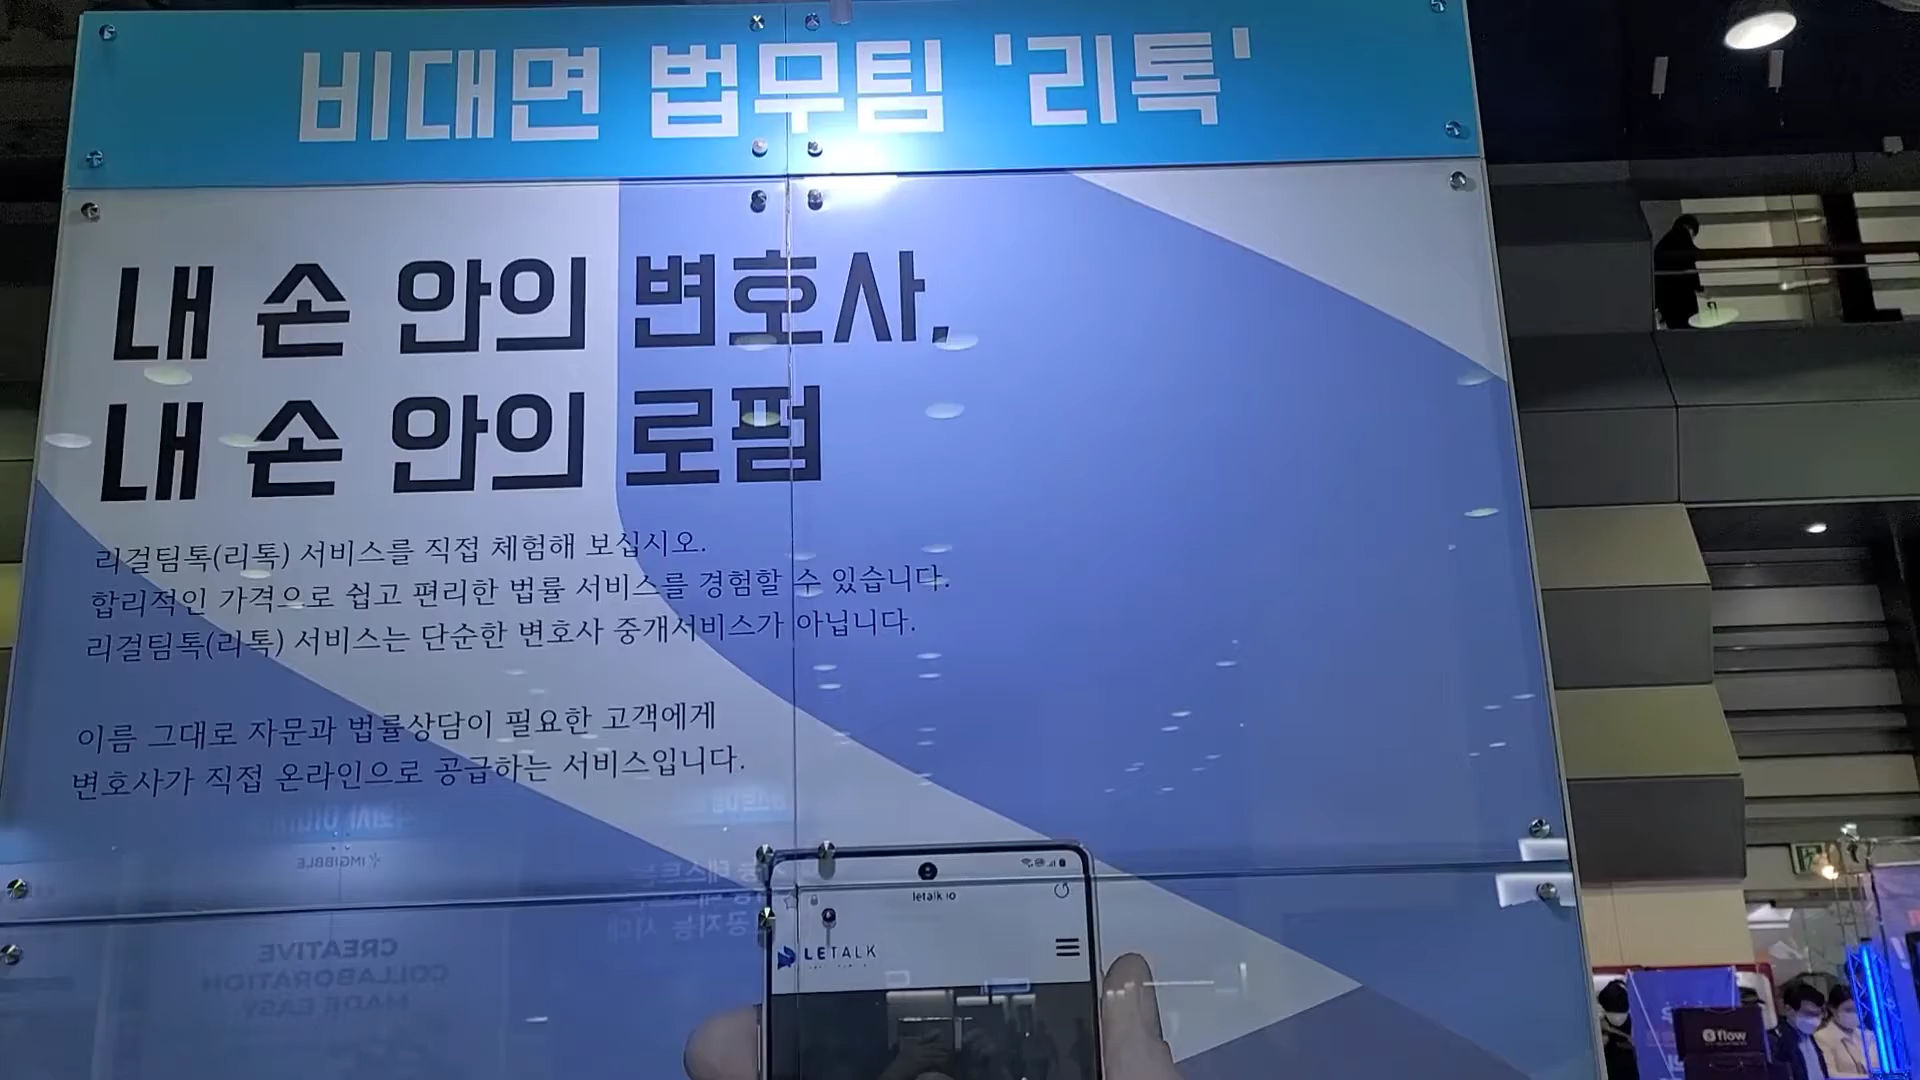 비대면 법무팀 '리톡'
내 손 안의 변호사,
내 손 안의 로펌
리걸팀톡(리톡) 서비스를 직접 체험해 보십시오.
합리적인 가격으로 쉽고 편리한 법률 서비스를 경험할 수 있습니다.
리걸팀톡(리톡) 서비스는 단순한 변호사 중개서비스가 아닙니다.
이름 그대로 자문과 법률상담이 필요한 고객에게
변호사가 직접 온라인으로 공급하는 서비스입니다.
IMGIBBLE
CREATIVE
COLLABORATION
MADE EASY
letalk.io
LETALK
flow